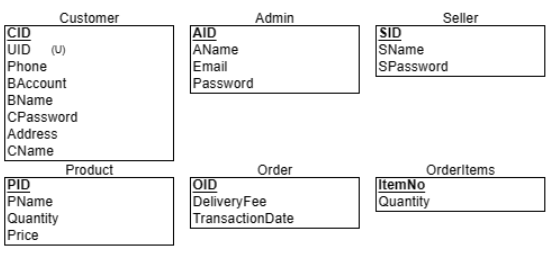 Customer
CID
UID (U)
Phone
BAccount
BName
CPassword
Address
CName
Admin
AID
AName
Email
Password
Seller
SID
SName
SPassword
Product
PID
PName
Quantity
Price
Order
OID
DeliveryFee
TransactionDate
OrderItems
ItemNo
Quantity